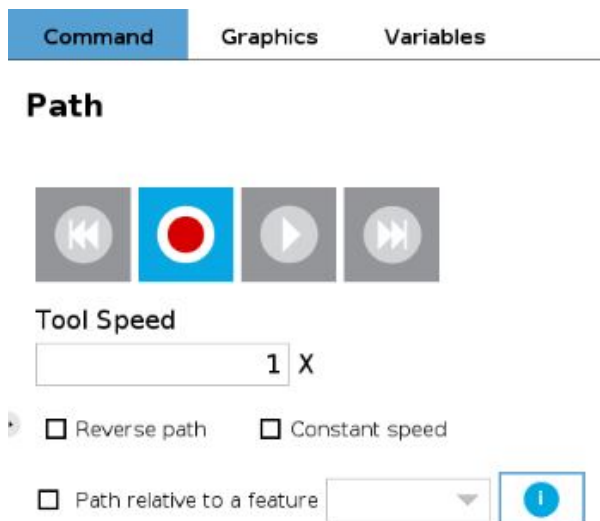 Command Graphics Variables
Path
Tool Speed
1 X
Reverse path Constant speed
Path relative to a feature i